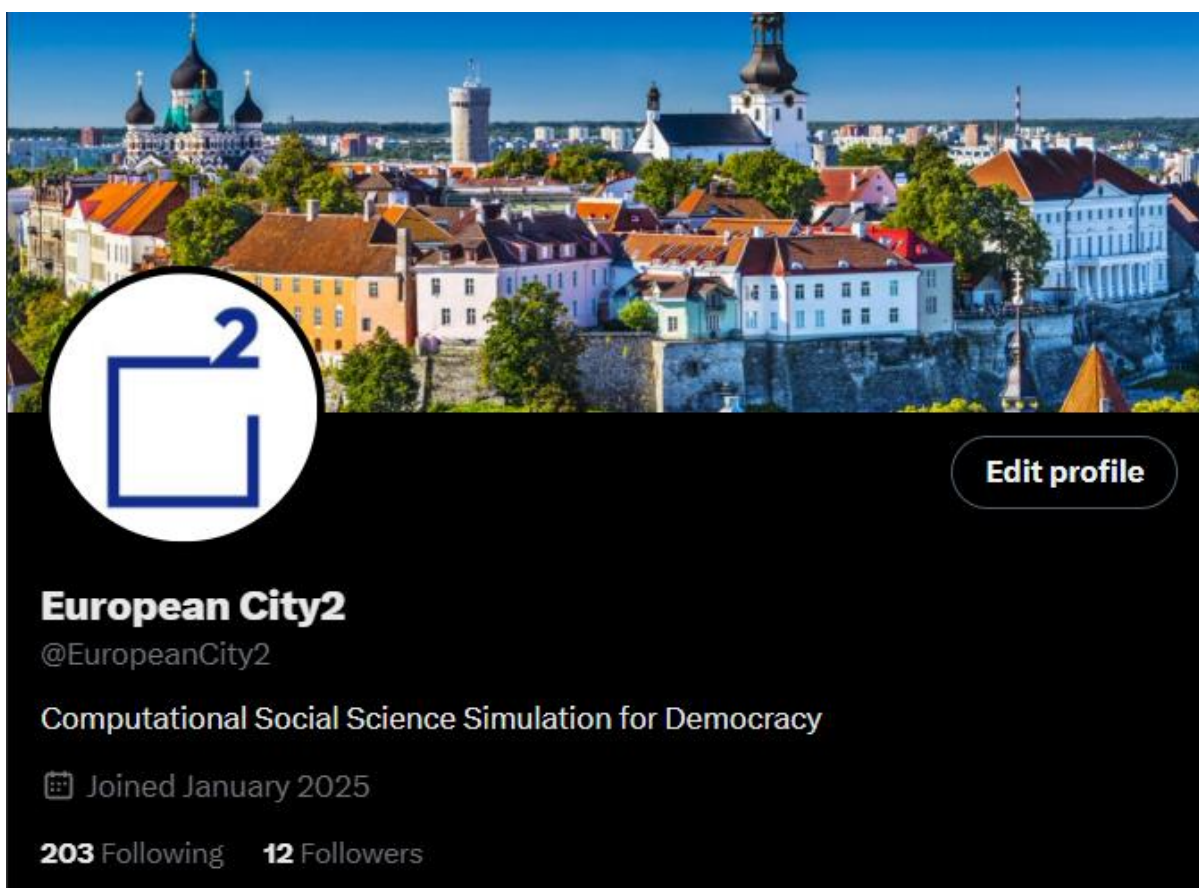 2
Edit profile
European City2
@EuropeanCity2
Computational Social Science Simulation for Democracy
Joined January 2025
203 Following 12 Followers